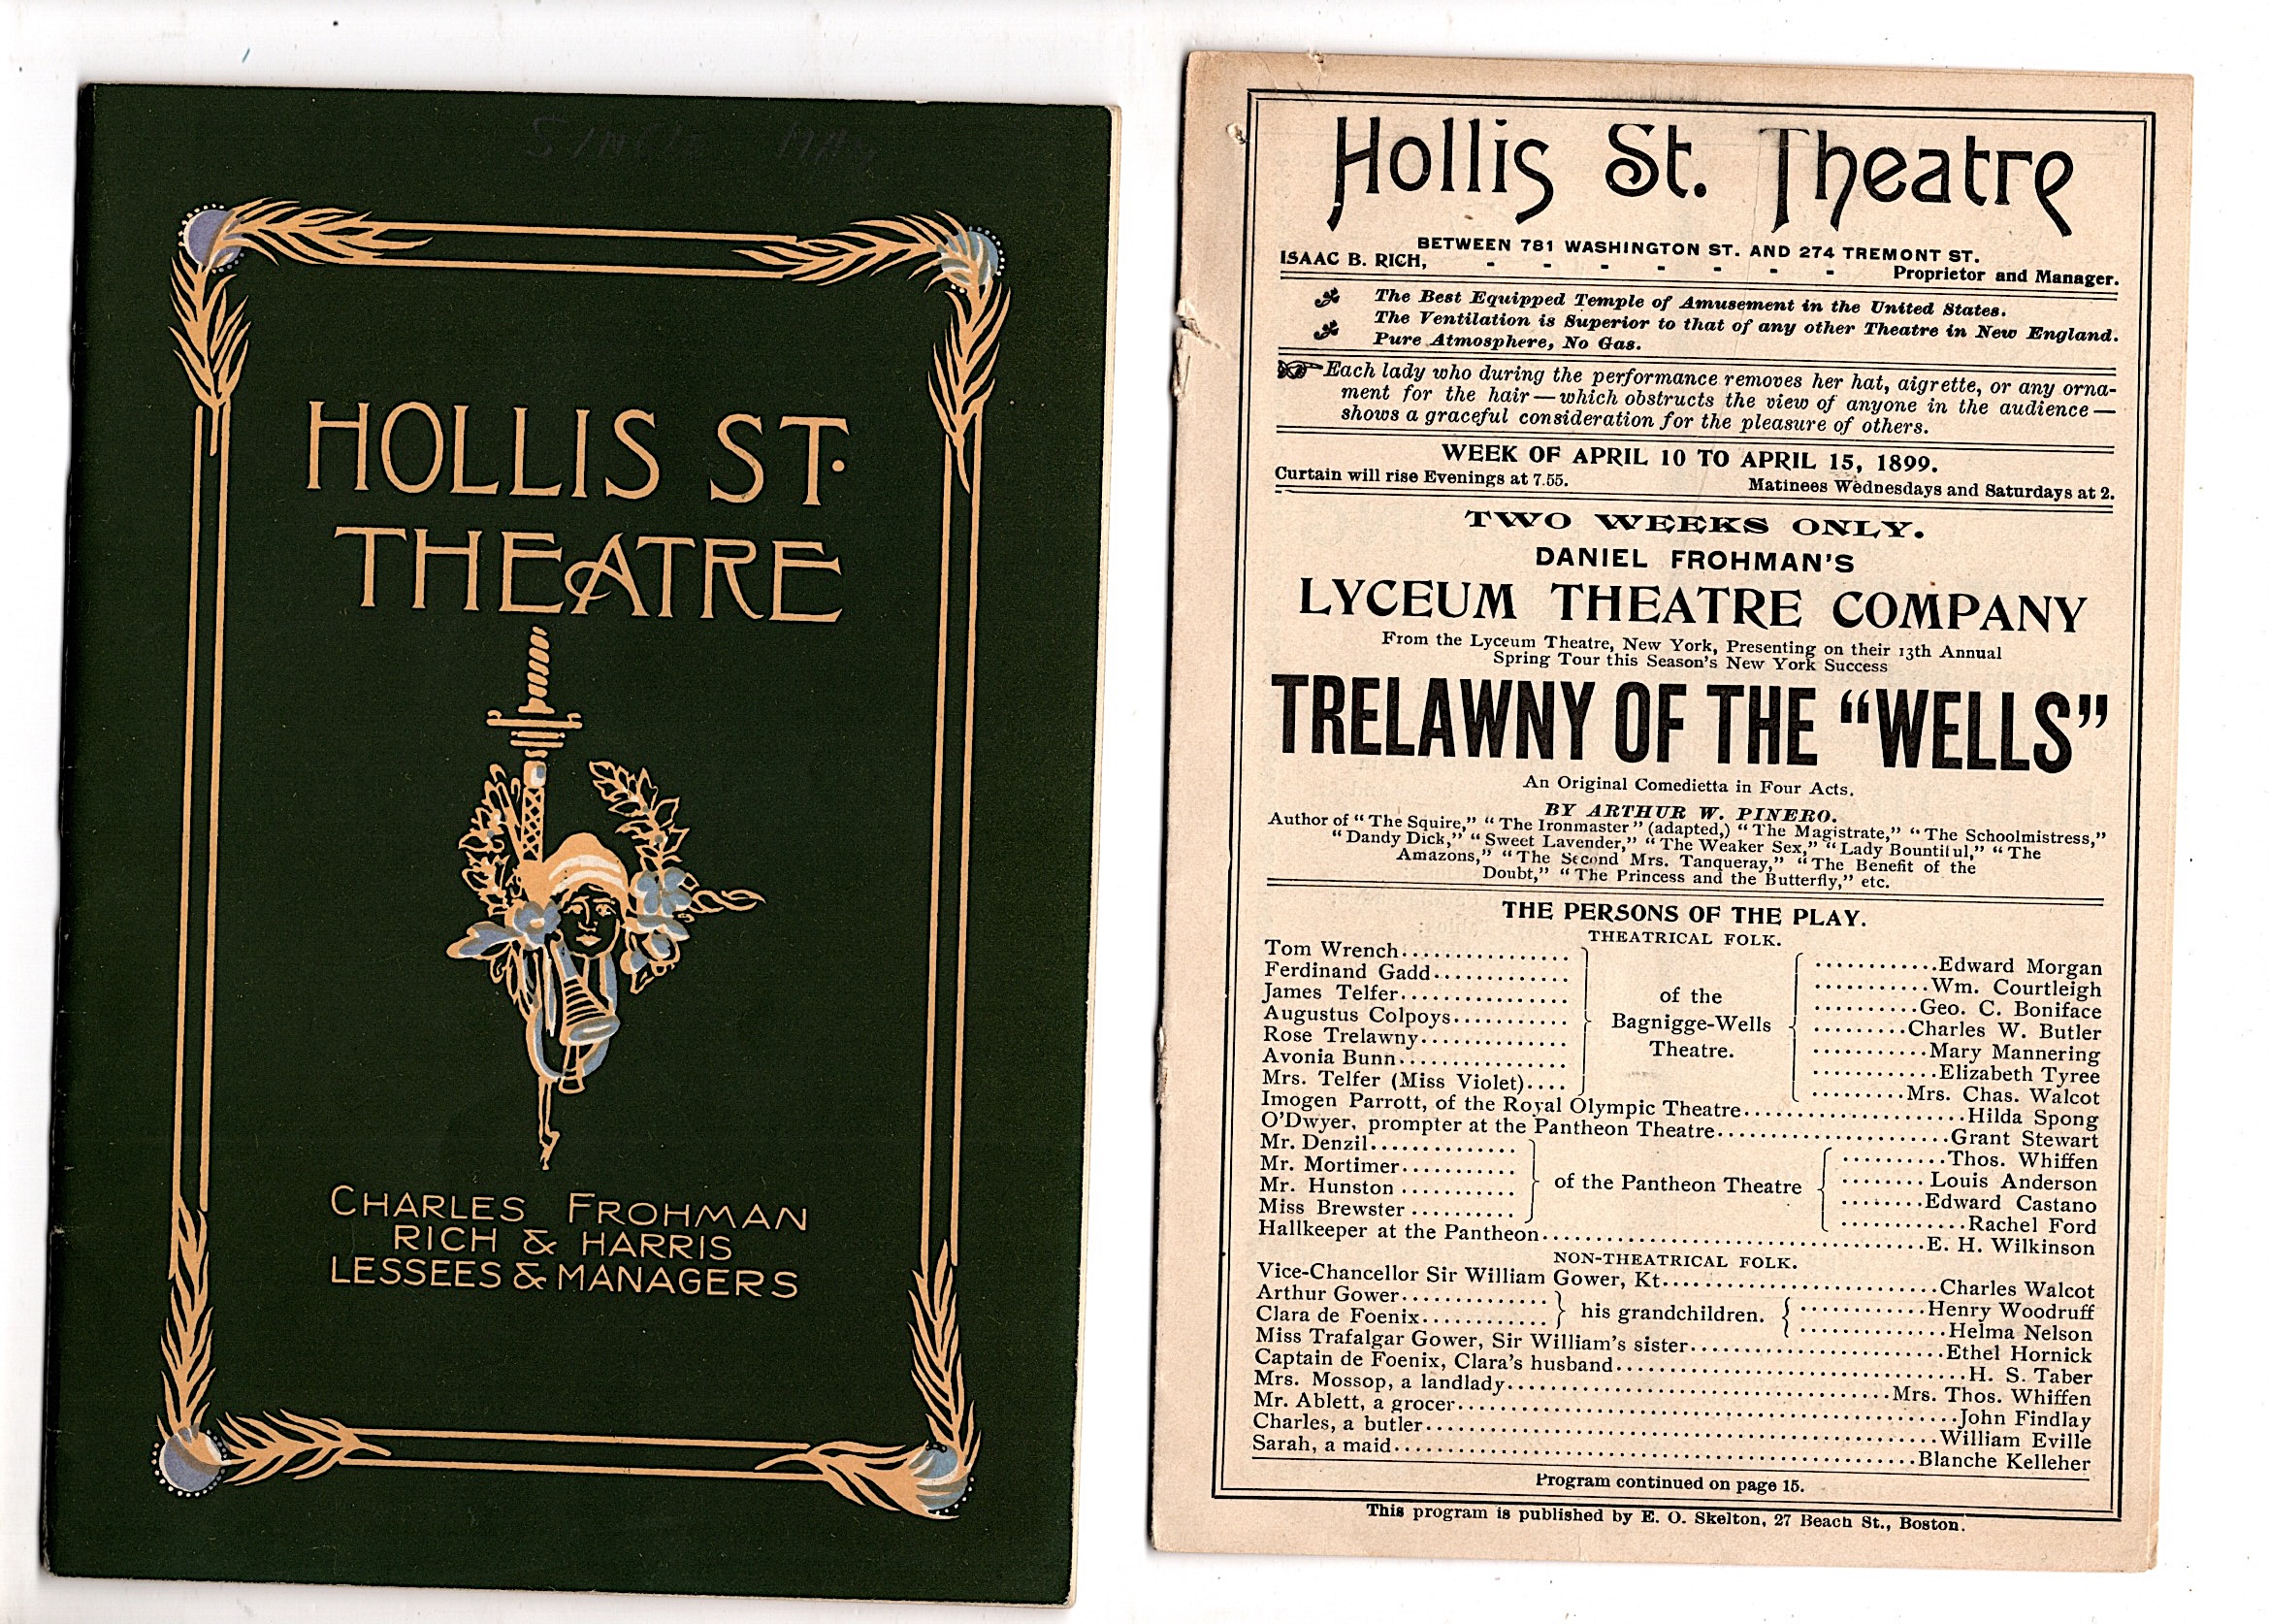 HOLLIS ST.
THEATRE
CHARLES FROHMAN
RICH & HARRIS
LESSEES & MANAGERS
Hollis St. Theatre
BETWEEN 781 WASHINGTON ST. AND 274 TREMONT ST.
ISAAC B. RICH, - - - - - - - Proprietor and Manager.
The Best Equipped Temple of Amusement in the United States.
The Ventilation is Superior to that of any other Theatre in New England.
Pure Atmosphere, No Gas.
Each lady who during the performance removes her hat, aigrette, or any orna-
ment for the hair — which obstructs the view of anyone in the audience —
shows a graceful consideration for the pleasure of others.
WEEK OF APRIL 10 TO APRIL 15, 1899.
Curtain will rise Evenings at 7.55. Matinees Wednesdays and Saturdays at 2.
TWO WEEKS ONLY.
DANIEL FROHMAN'S
LYCEUM THEATRE COMPANY
From the Lyceum Theatre, New York, Presenting on their 13th Annual
Spring Tour this Season's New York Success
TRELAWNY OF THE "WELLS"
An Original Comedietta in Four Acts.
BY ARTHUR W. PINERO.
Author of "The Squire," "The Ironmaster" (adapted,) "The Magistrate," "The Schoolmistress,"
"Dandy Dick," "Sweet Lavender," "The Weaker Sex," "Lady Bountiful," "The
Amazons," "The Second Mrs. Tanqueray," "The Benefit of the
Doubt," "The Princess and the Butterfly," etc.
THE PERSONS OF THE PLAY.
THEATRICAL FOLK.
Tom Wrench................ ............Edward Morgan
Ferdinand Gadd............. ...........Wm. Courtleigh
James Telfer................ ..........Geo. C. Boniface
Augustus Colpoys........... .........Charles W. Butler
Rose Trelawny.............. ...........Mary Mannering
Avonia Bunn............... ............Elizabeth Tyree
Mrs. Telfer (Miss Violet).... .........Mrs. Chas. Walcot
of the
Bagnigge-Wells
Theatre.
Imogen Parrott, of the Royal Olympic Theatre......................Hilda Spong
O'Dwyer, prompter at the Pantheon Theatre.......................Grant Stewart
Mr. Denzil.............. ..........Thos. Whiffen
Mr. Mortimer........... ........Louis Anderson
Mr. Hunston ........... ........Edward Castano
Miss Brewster .......... ............Rachel Ford
of the Pantheon Theatre
Hallkeeper at the Pantheon......................................E. H. Wilkinson
NON-THEATRICAL FOLK.
Vice-Chancellor Sir William Gower, Kt...........................Charles Walcot
Arthur Gower.............. ............Henry Woodruff
Clara de Foenix............ ..............Helma Nelson
his grandchildren.
Miss Trafalgar Gower, Sir William's sister.........................Ethel Hornick
Captain de Foenix, Clara's husband...................................H. S. Taber
Mrs. Mossop, a landlady......................................Mrs. Thos. Whiffen
Mr. Ablett, a grocer.................................................John Findlay
Charles, a butler...................................................William Eville
Sarah, a maid....................................................Blanche Kelleher
Program continued on page 15.
This program is published by E. O. Skelton, 27 Beach St., Boston.